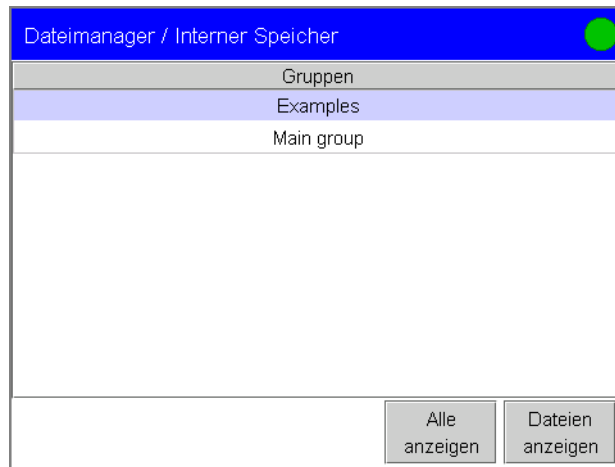 Dateimanager / Interner Speicher
Gruppen
Examples
Main group
Alle
anzeigen
Dateien
anzeigen